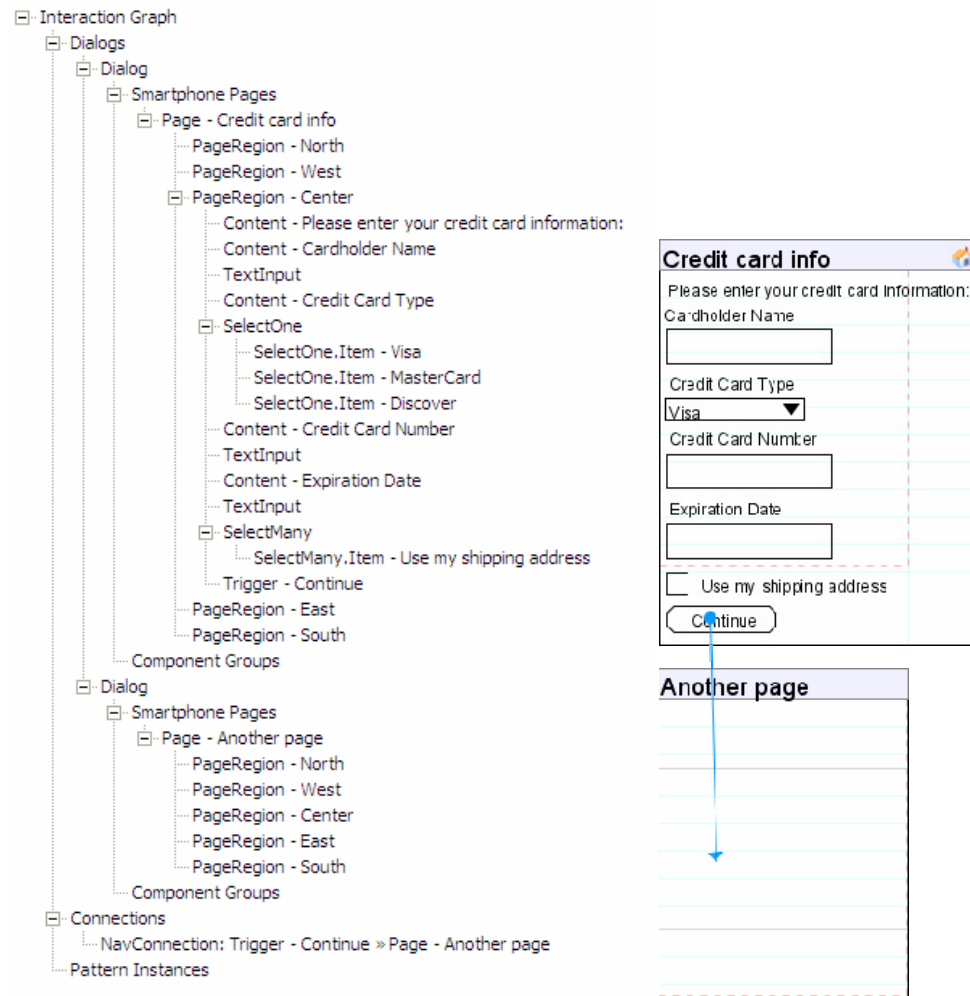 Interaction Graph
Dialogs
Dialog
Smartphone Pages
Page - Credit card info
PageRegion - North
PageRegion - West
PageRegion - Center
Content - Please enter your credit card information:
Content - Cardholder Name
TextInput
Content - Credit Card Type
SelectOne
SelectOne.Item - Visa
SelectOne.Item - MasterCard
SelectOne.Item - Discover
Content - Credit Card Number
TextInput
Content - Expiration Date
TextInput
SelectMany
SelectMany.Item - Use my shipping address
Trigger - Continue
PageRegion - East
PageRegion - South
Component Groups
Dialog
Smartphone Pages
Page - Another page
PageRegion - North
PageRegion - West
PageRegion - Center
PageRegion - East
PageRegion - South
Component Groups
Connections
NavConnection: Trigger - Continue » Page - Another page
Pattern Instances
Credit card info
Please enter your credit card information:
Cardholder Name
Credit Card Type
Visa
Credit Card Number
Expiration Date
Use my shipping address
Continue
Another page